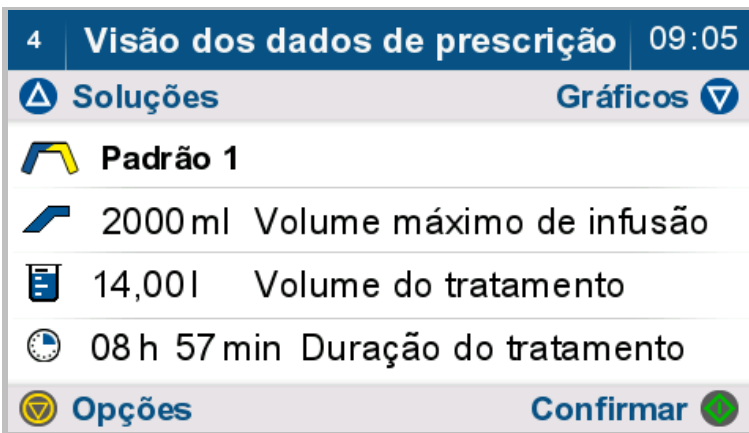 4 Visão dos dados de prescrição 09:05
Soluções Gráficos
Padrão 1
2000 ml Volume máximo de infusão
14,00 l Volume do tratamento
08 h 57 min Duração do tratamento
Opções Confirmar